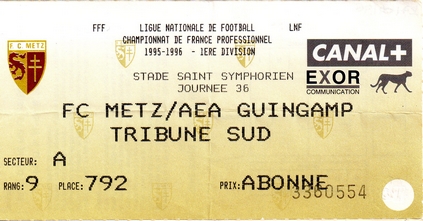 FFF LIGUE NATIONALE DE FOOTBALL LNF
CHAMPIONNAT DE FRANCE PROFESSIONNEL
1995-1996 - 1ERE DIVISION
F C METZ
CANAL+
STADE SAINT SYMPHORIEN
JOURNEE 36
EXOR
COMMUNICATION
FC METZ/AEA GUINGAMP
TRIBUNE SUD
SECTEUR: A
RANG: 9 PLACE: 792 PRIX: ABONNE
3360554